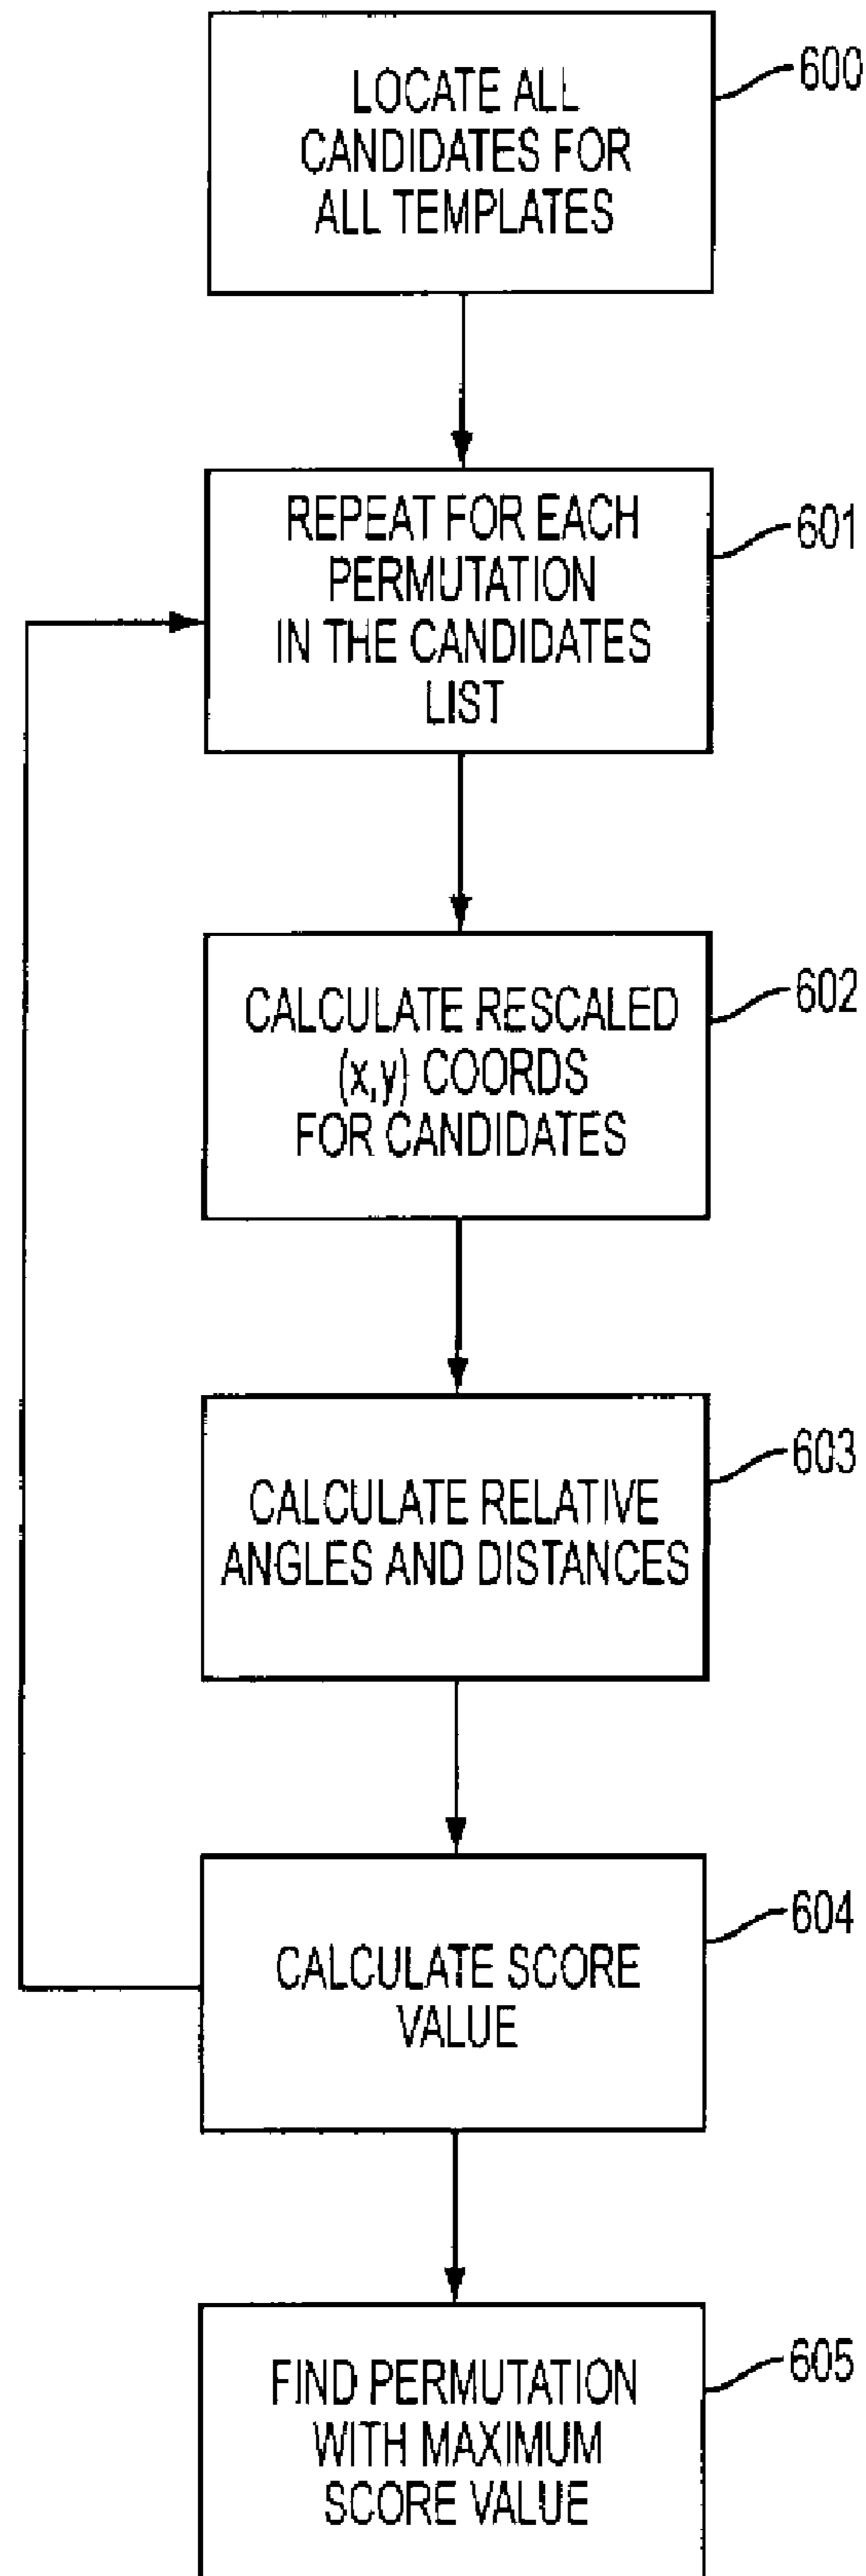 LOCATE ALL
CANDIDATES FOR
ALL TEMPLATES
600
REPEAT FOR EACH
PERMUTATION
IN THE CANDIDATES
LIST
601
CALCULATE RESCALED
(x,y) COORDS
FOR CANDIDATES
602
CALCULATE RELATIVE
ANGLES AND DISTANCES
603
CALCULATE SCORE
VALUE
604
FIND PERMUTATION
WITH MAXIMUM
SCORE VALUE
605